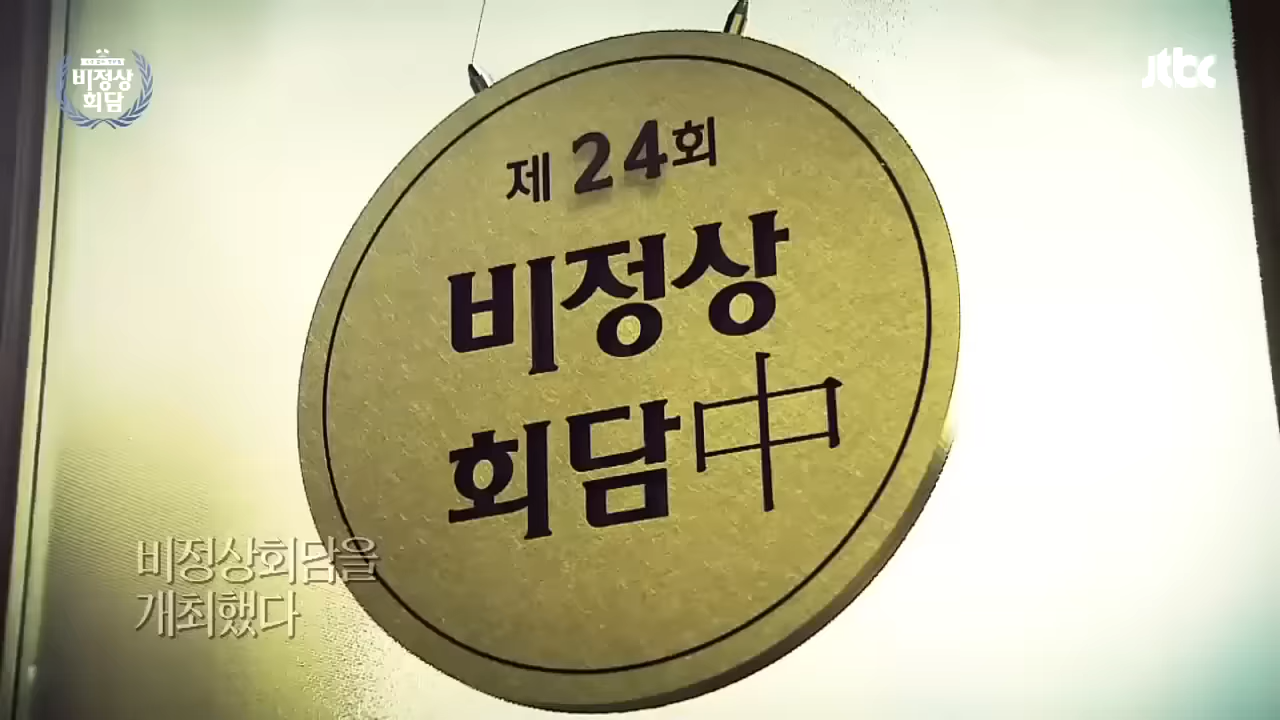 비정상
회담
jtbc
제 24회
비정상
회담中
비정상회담을
개최했다